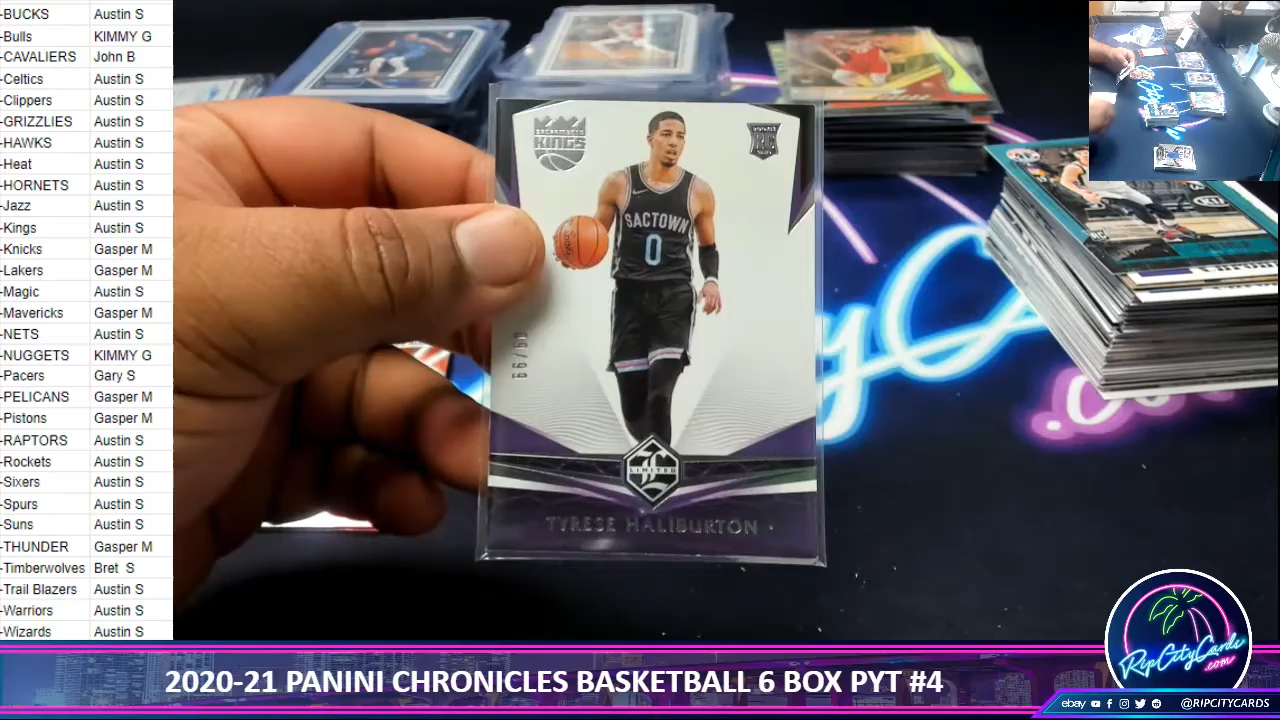 -BUCKS Austin S
-Bulls KIMMY G
-CAVALIERS John B
-Celtics Austin S
-Clippers Austin S
-GRIZZLIES Austin S
-HAWKS Austin S
-Heat Austin S
-HORNETS Austin S
-Jazz Austin S
-Kings Austin S
-Knicks Gasper M
-Lakers Gasper M
-Magic Austin S
-Mavericks Gasper M
-NETS Austin S
-NUGGETS KIMMY G
-Pacers Gary S
-PELICANS Gasper M
-Pistons Gasper M
-RAPTORS Austin S
-Rockets Austin S
-Sixers Austin S
-Spurs Austin S
-Suns Austin S
-THUNDER Gasper M
-Timberwolves Bret S
-Trail Blazers Austin S
-Warriors Austin S
-Wizards Austin S
SACRAMENTO
KINGS
SACTOWN
0
LIMITED
TYRESE HALIBURTON
KIA
RipCityCards
.com
2020-21 PANINI CHRONICLES BASKETBALL 6 BOX PYT #4
ebay @RIPCITYCARDS